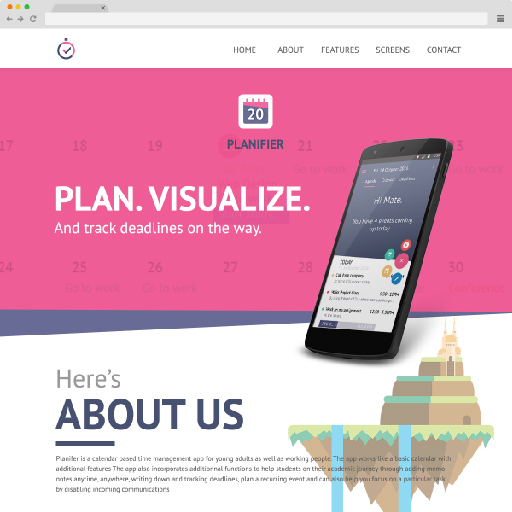 HOME ABOUT FEATURES SCREENS CONTACT
20
PLANIFIER
17 18 19 21 22 23
Go to work Go to work
PLAN. VISUALIZE.
And track deadlines on the way.
Hi Mate,
You have 4 events coming
up today
TODAY
24 25 26 27 28 30
Go to work Go to work Conference
Here's
ABOUT US
Planifier is a calendar based time management app for young adults as well as working people. The app works like a basic calendar with
additional features The app also incorporates additional functions to help students on their academic journey through adding memo
notes anytime, anywhere, writing down and tracking deadlines, plan a recurring event and can also help you focus on a particular task
by disabling incoming communications